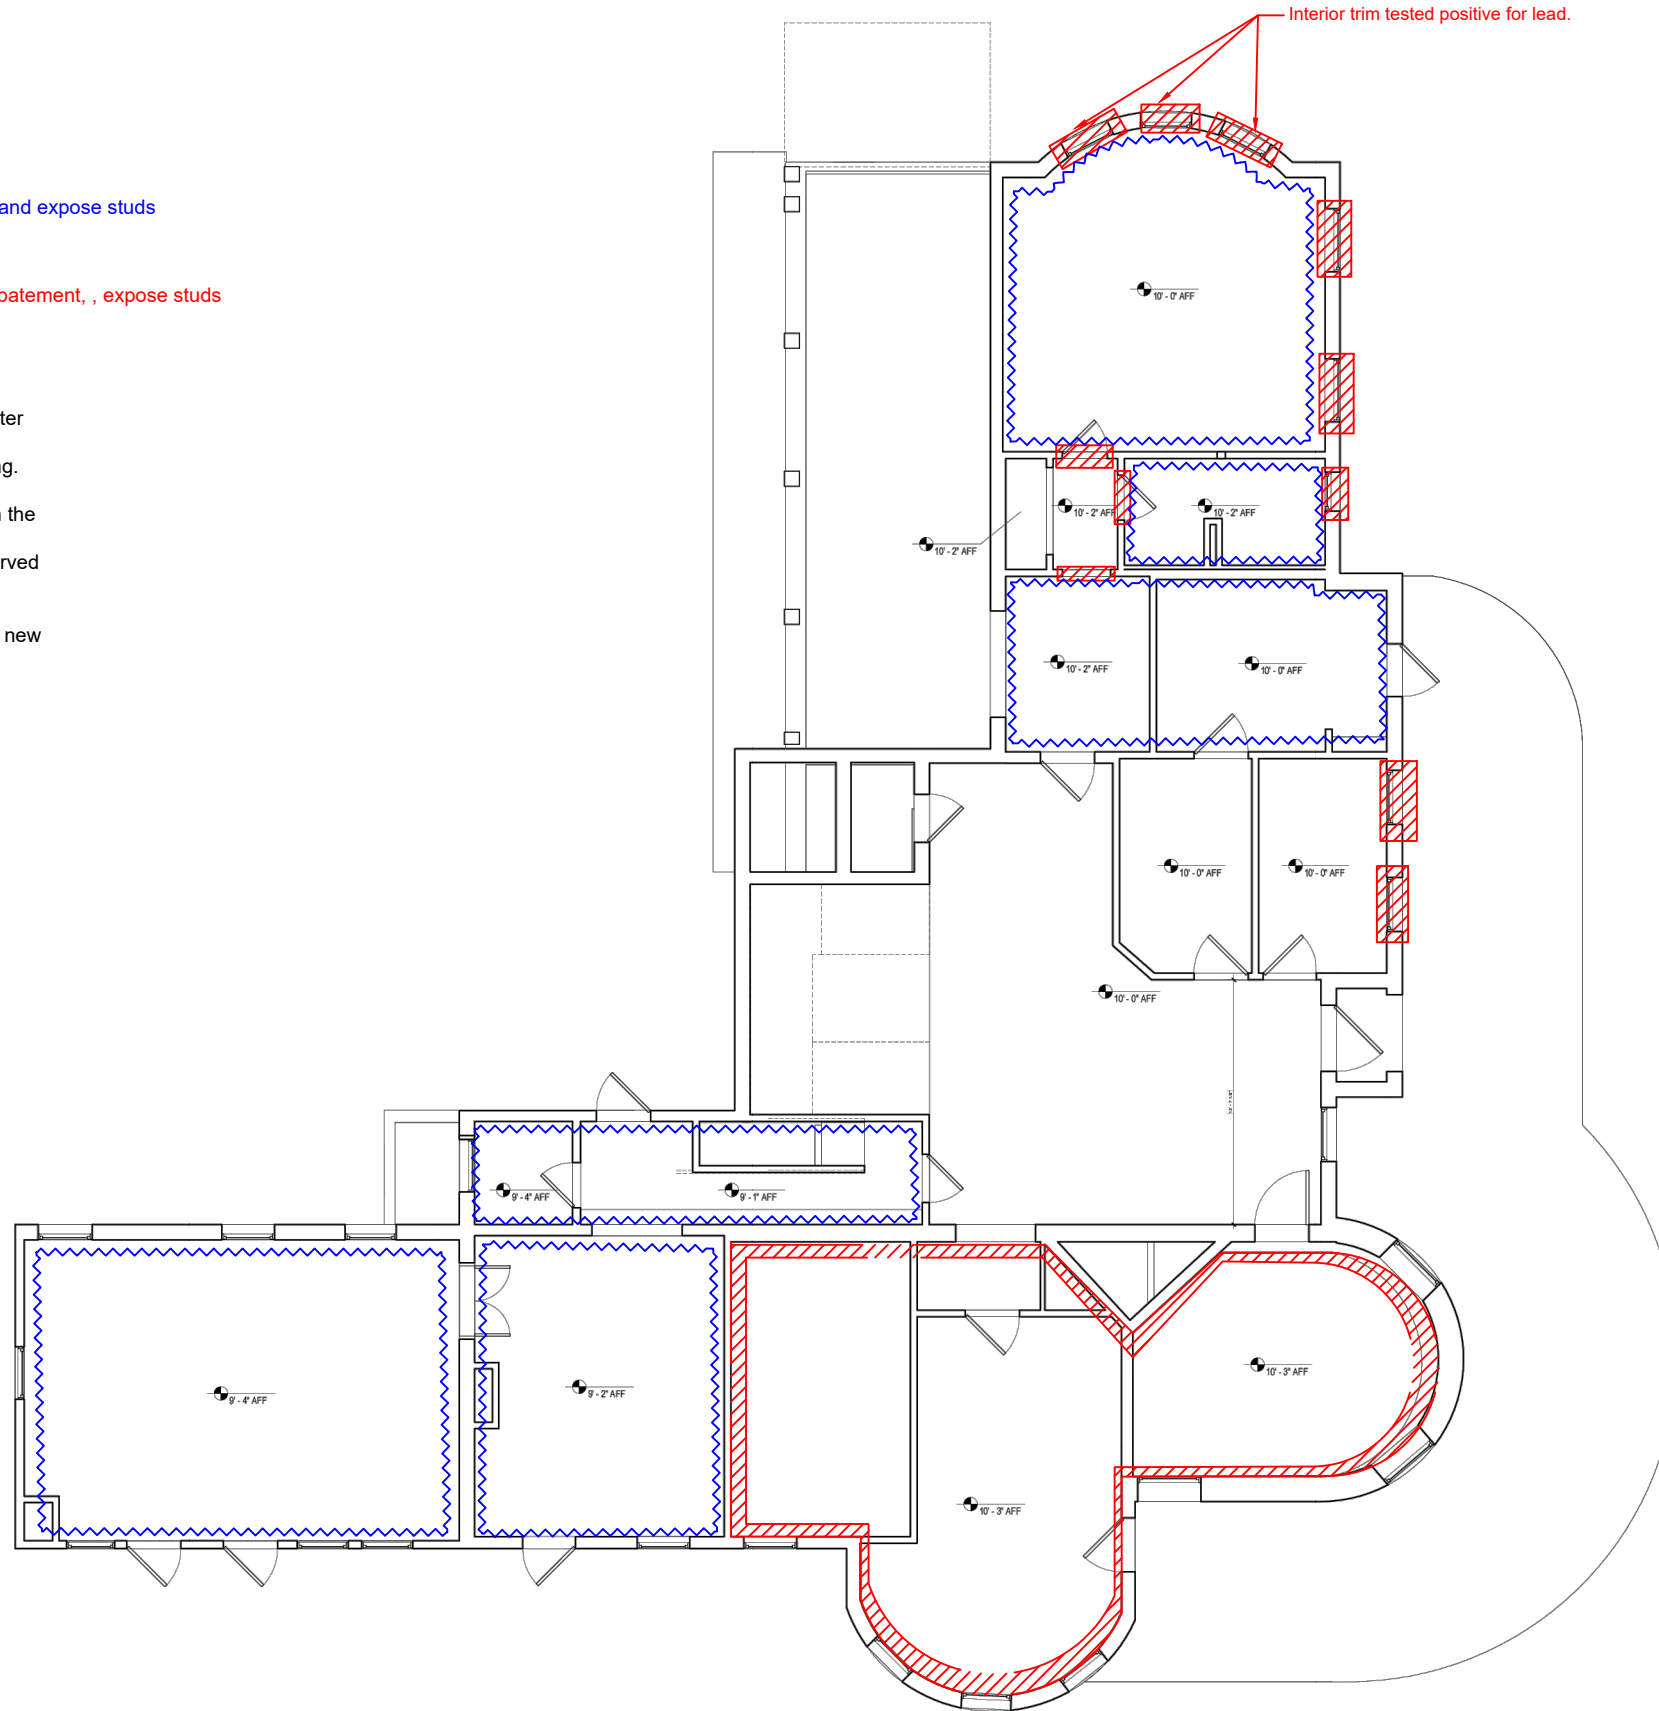 Interior trim tested positive for lead.
and expose studs
batement, , expose studs
ter
g.
the
rved
new
10' - 0" AFF
10' - 2" AFF
10' - 2" AFF
10' - 2" AFF
10' - 2" AFF
10' - 0" AFF
10' - 0" AFF
10' - 0" AFF
10' - 0" AFF
9' - 4" AFF
9' - 1" AFF
9' - 4" AFF
9' - 2" AFF
10' - 3" AFF
10' - 3" AFF